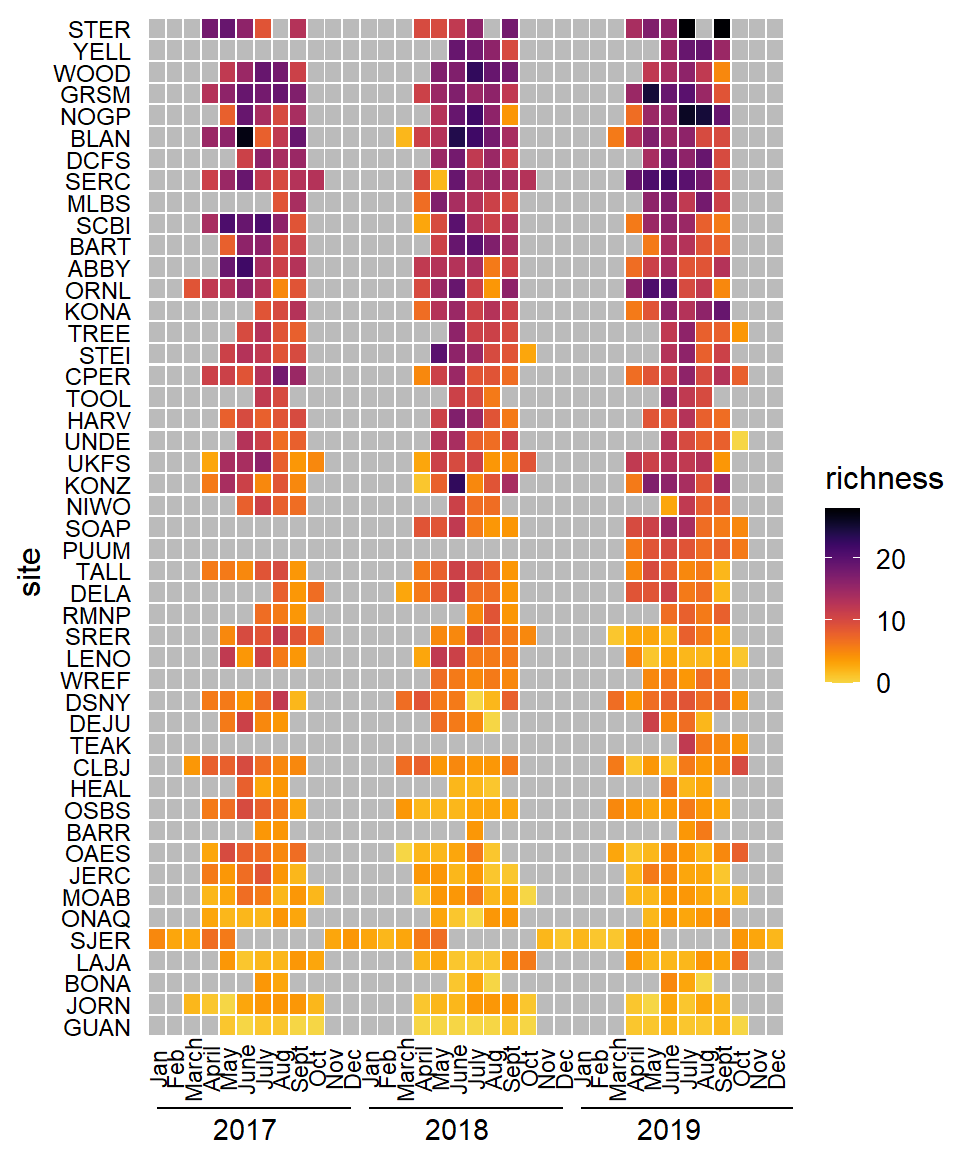 STER
YELL
WOOD
GRSM
NOGP
BLAN
DCFS
SERC
MLBS
SCBI
BART
ABBY
ORNL
KONA
TREE
STEI
CPER
TOOL
HARV
UNDE
UKFS
KONZ
NIWO
SOAP
PUUM
TALL
DELA
RMNP
SRER
LENO
WREF
DSNY
DEJU
TEAK
CLBJ
HEAL
OSBS
BARR
OAES
JERC
MOAB
ONAQ
SJER
LAJA
BONA
JORN
GUAN
site
Jan
Feb
March
April
May
June
July
Aug
Sept
Oct
Nov
Dec
Jan
Feb
March
April
May
June
July
Aug
Sept
Oct
Nov
Dec
Jan
Feb
March
April
May
June
July
Aug
Sept
Oct
Nov
Dec
2017 2018 2019
richness
20
10
0